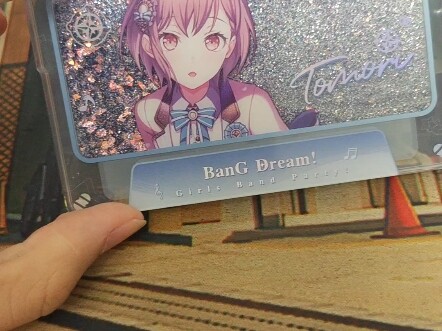 Tomori
BanG Dream!
Girls Band Party!